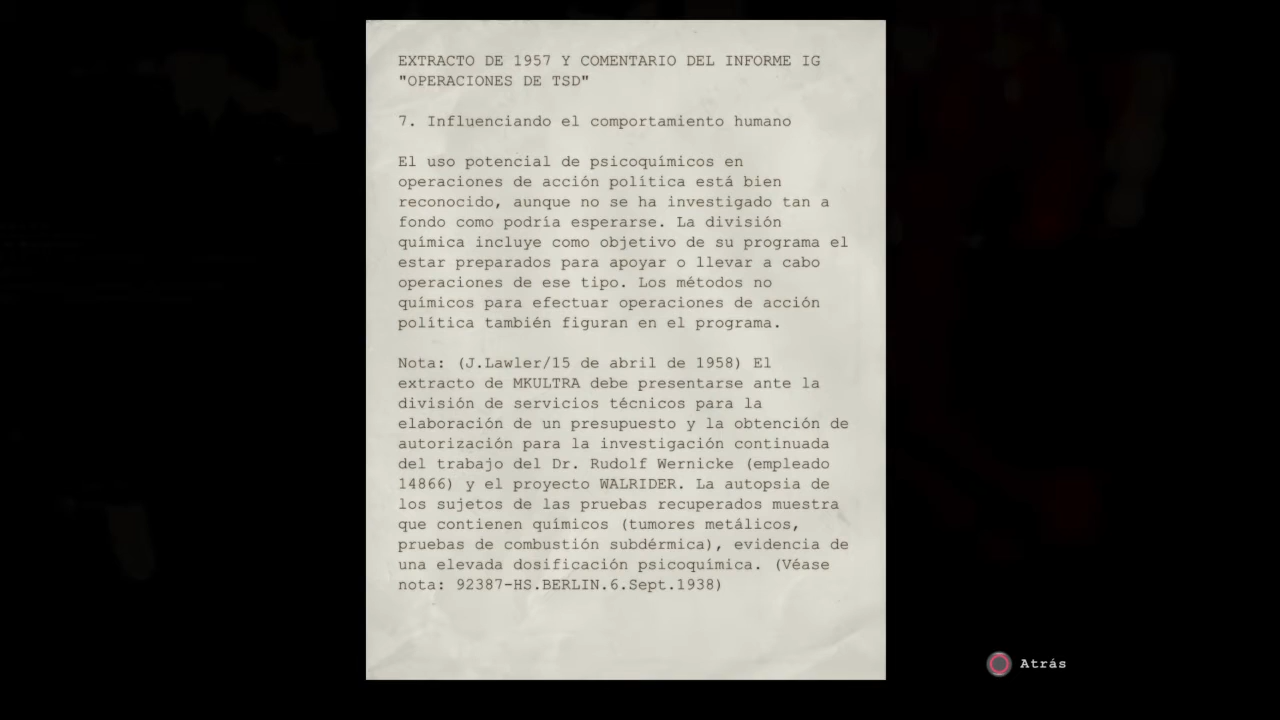 EXTRACTO DE 1957 Y COMENTARIO DEL INFORME IG
"OPERACIONES DE TSD"
7. Influenciando el comportamiento humano
El uso potencial de psicoquímicos en
operaciones de acción política está bien
reconocido, aunque no se ha investigado tan a
fondo como podría esperarse. La división
química incluye como objetivo de su programa el
estar preparados para apoyar o llevar a cabo
operaciones de ese tipo. Los métodos no
químicos para efectuar operaciones de acción
política también figuran en el programa.
Nota: (J.Lawler/15 de abril de 1958) El
extracto de MKULTRA debe presentarse ante la
división de servicios técnicos para la
elaboración de un presupuesto y la obtención de
autorización para la investigación continuada
del trabajo del Dr. Rudolf Wernicke (empleado
14866) y el proyecto WALRIDER. La autopsia de
los sujetos de las pruebas recuperados muestra
que contienen químicos (tumores metálicos,
pruebas de combustión subdérmica), evidencia de
una elevada dosificación psicoquímica. (Véase
nota: 92387-HS.BERLIN.6.Sept.1938)
Atrás